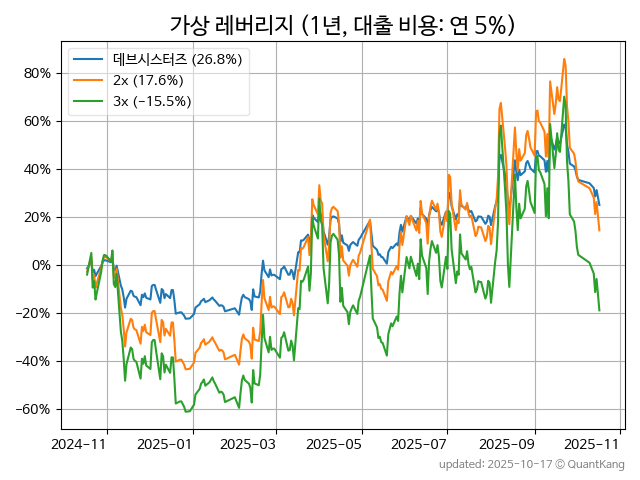 가상 레버리지 (1년, 대출 비용: 연 5%)
데브시스터즈 (26.8%)
2x (17.6%)
3x (−15.5%)
80%
60%
40%
20%
0%
−20%
−40%
−60%
2024-11 2025-01 2025-03 2025-05 2025-07 2025-09 2025-11
updated: 2025-10-17 © QuantKang